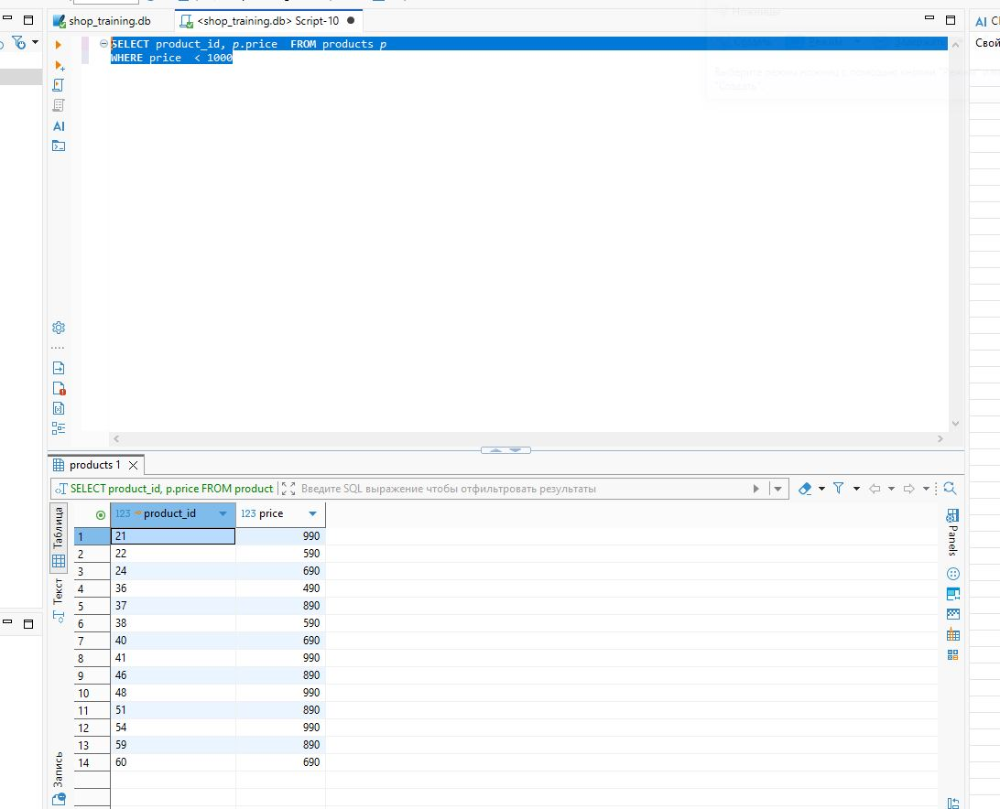 shop_training.db
<shop_training.db> Script-10
AI
Свой
SELECT product_id, p.price FROM products p
WHERE price < 1000
Ножницы
AI
products 1
SELECT product_id, p.price FROM product
Введите SQL выражение чтобы отфильтровать результаты
Таблица
Текст
Запись
Panels
123 product_id
123 price
1 21 990
2 22 590
3 24 690
4 36 490
5 37 890
6 38 590
7 40 690
8 41 990
9 46 890
10 48 990
11 51 890
12 54 990
13 59 890
14 60 690